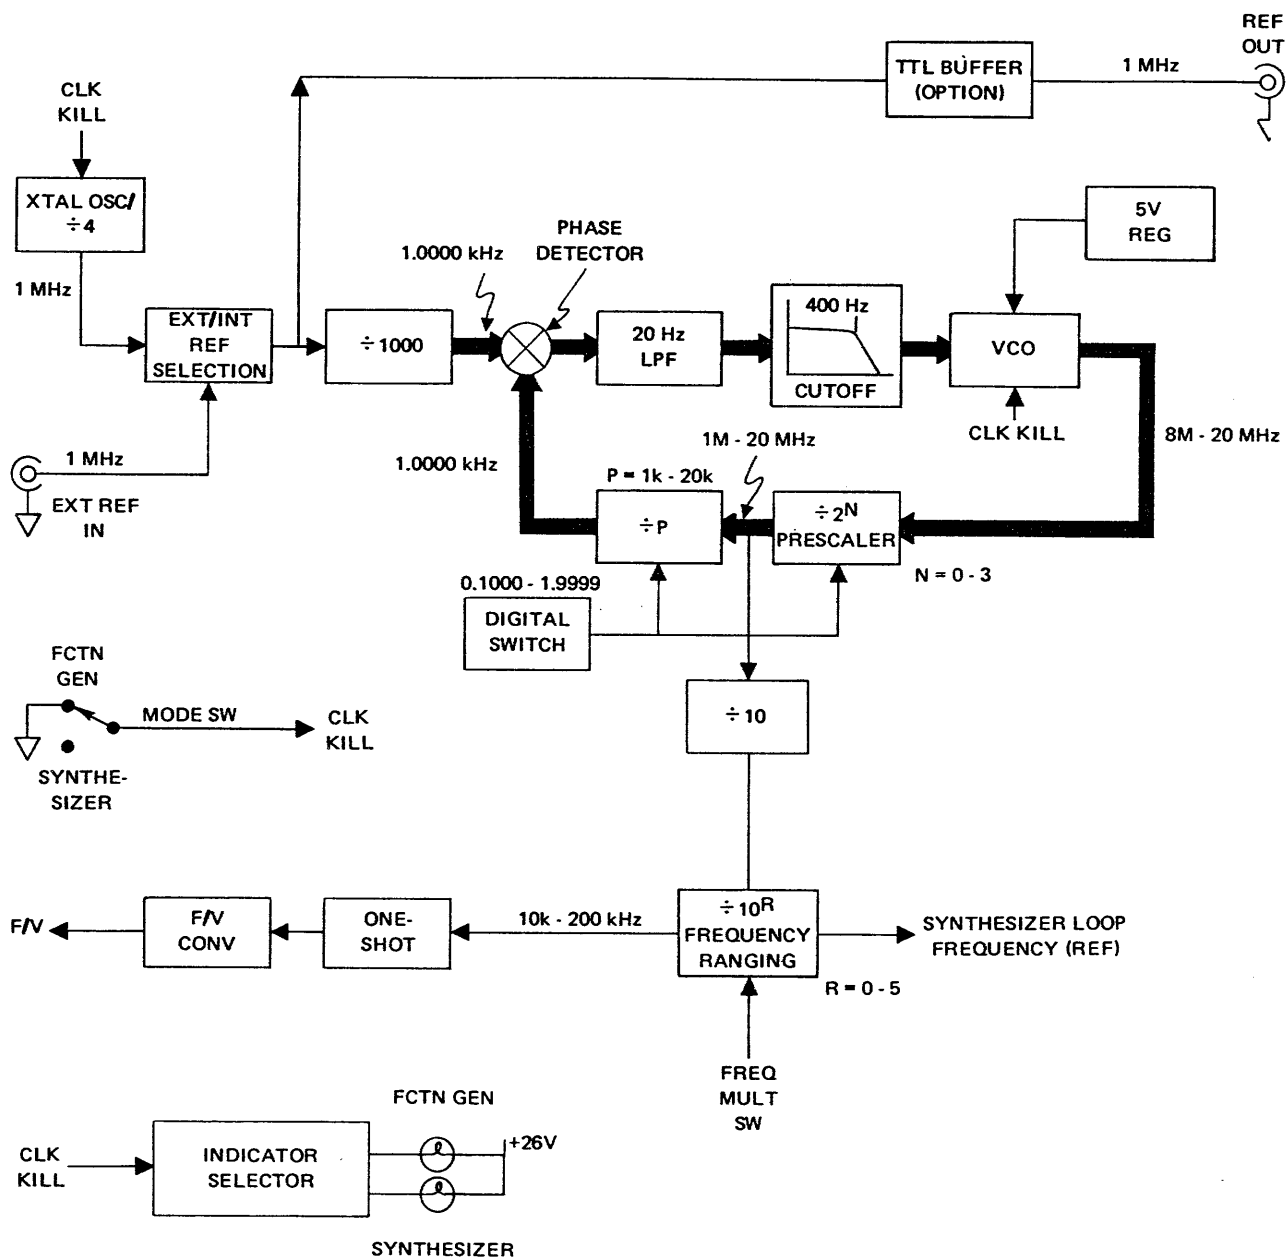 REF
OUT
TTL BUFFER
(OPTION)
1 MHz
CLK
KILL
XTAL OSC/
÷4
5V
REG
PHASE
DETECTOR
1.0000 kHz
1 MHz
EXT/INT
REF
SELECTION
÷1000
20 Hz
LPF
400 Hz
CUTOFF
VCO
CLK KILL
8M - 20 MHz
1M - 20 MHz
1 MHz
EXT REF
IN
1.0000 kHz
P = 1k - 20k
÷P
÷2N
PRESCALER
N = 0 - 3
0.1000 - 1.9999
DIGITAL
SWITCH
FCTN
GEN
MODE SW
CLK
KILL
SYNTHE-
SIZER
÷10
F/V
F/V
CONV
ONE-
SHOT
10k - 200 kHz
÷10R
FREQUENCY
RANGING
SYNTHESIZER LOOP
FREQUENCY (REF)
R = 0 - 5
FREQ
MULT
SW
FCTN GEN
+26V
CLK
KILL
INDICATOR
SELECTOR
SYNTHESIZER